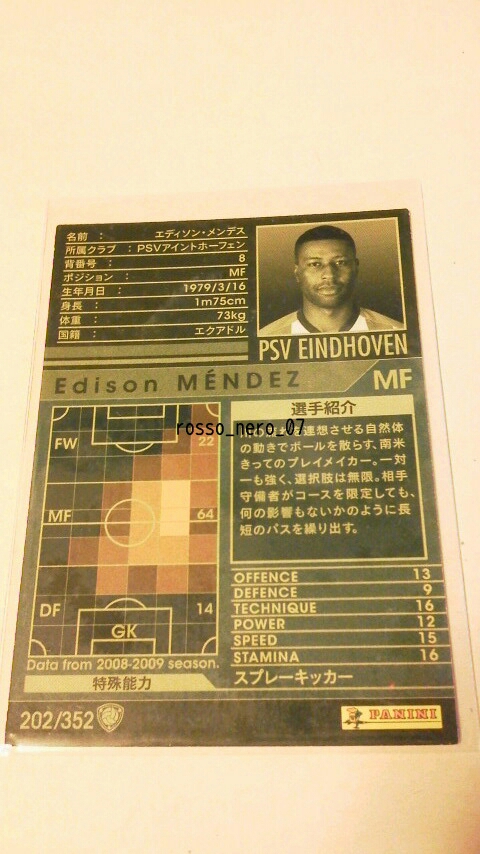 名前 : エディソン・メンデス
所属クラブ : PSVアイントホーフェン
背番号 : 8
ポジション : MF
生年月日 : 1979/3/16
身長 : 1m75cm
体重 : 73kg
国籍 : エクアドル
PSV EINDHOVEN
Edison MÉNDEZ MF
rosso_nero_07
FW 22
MF 64
DF 14
GK
Data from 2008-2009 season.
選手紹介
連想させる自然体
の動きでボールを散らす、南米
きってのプレイメイカー。一対
一も強く、選択肢は無限。相手
守備者がコースを限定しても、
何の影響もないかのように長
短のパスを繰り出す。
OFFENCE 13
DEFENCE 9
TECHNIQUE 16
POWER 12
SPEED 15
STAMINA 16
特殊能力 スプレーキッカー
202/352
PANINI